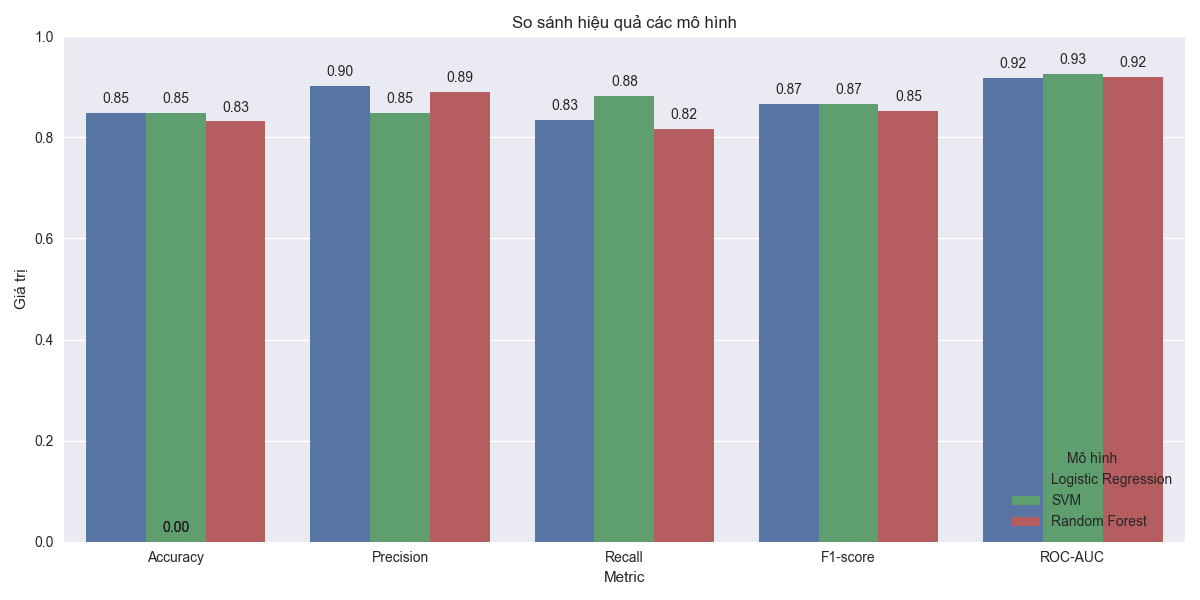 So sánh hiệu quả các mô hình
Giá trị
1.0
0.8
0.6
0.4
0.2
0.0
0.85 0.85 0.83
0.90 0.85 0.89
0.83 0.88 0.82
0.87 0.87 0.85
0.92 0.93 0.92
0.00
Mô hình
Logistic Regression
SVM
Random Forest
Accuracy Precision Recall F1-score ROC-AUC
Metric